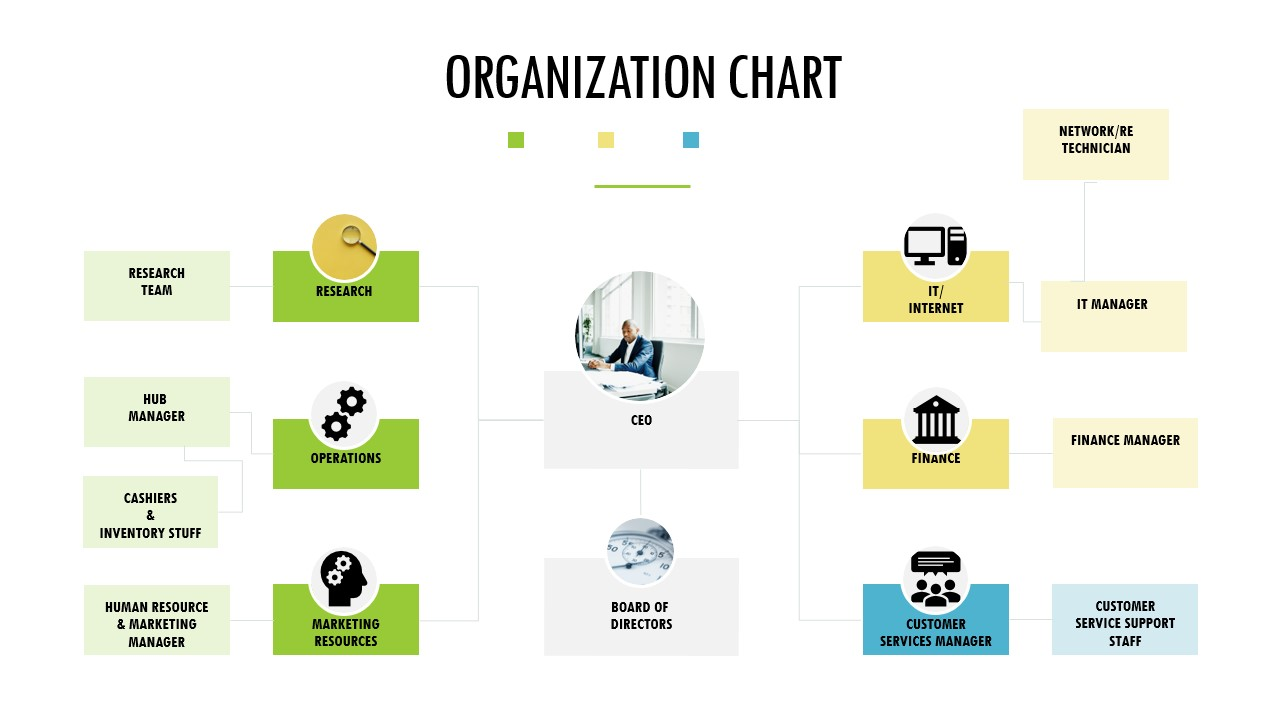 ORGANIZATION CHART
NETWORK/RE
TECHNICIAN
RESEARCH
TEAM
RESEARCH
IT/
INTERNET
IT MANAGER
HUB
MANAGER
OPERATIONS
CEO
FINANCE
FINANCE MANAGER
CASHIERS
&
INVENTORY STUFF
HUMAN RESOURCE
& MARKETING
MANAGER
MARKETING
RESOURCES
BOARD OF
DIRECTORS
CUSTOMER
SERVICES MANAGER
CUSTOMER
SERVICE SUPPORT
STAFF